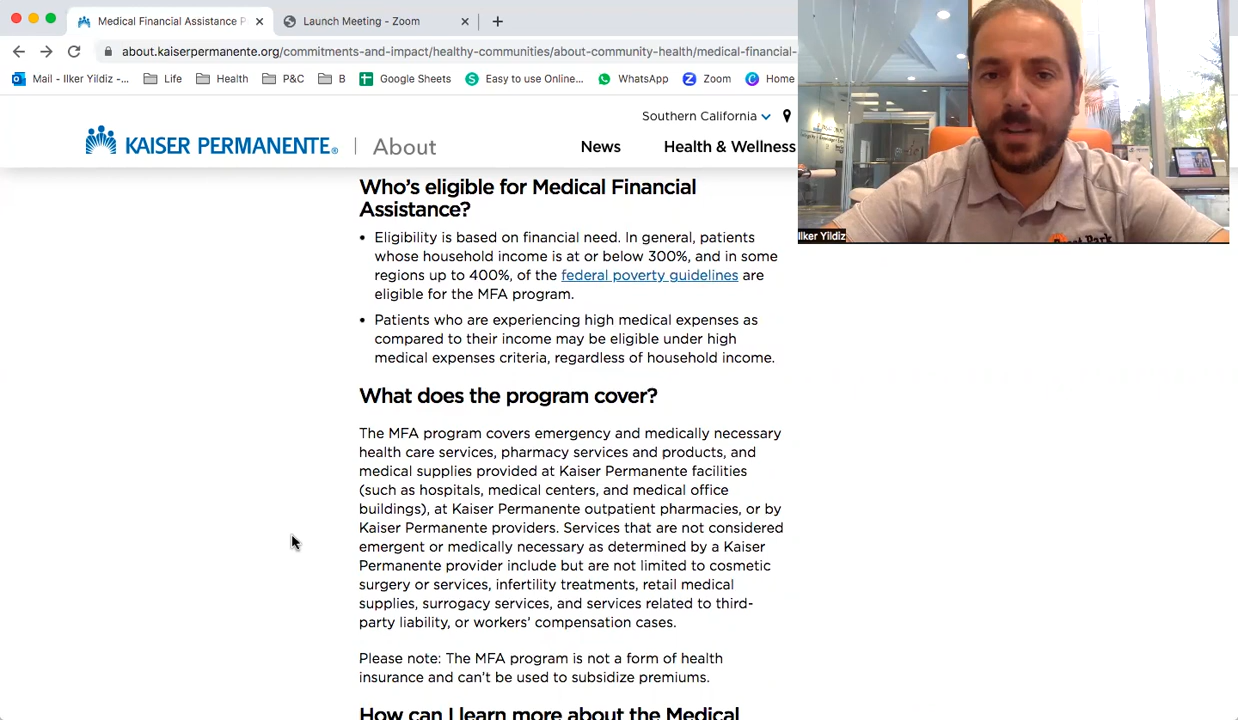 Medical Financial Assistance P
Launch Meeting - Zoom
about.kaiserpermanente.org/commitments-and-impact/healthy-communities/about-community-health/medical-financial-
Mail - Ilker Yildiz -...
Life
Health
P&C
B
Google Sheets
Easy to use Online...
WhatsApp
Zoom
Home
Southern California
KAISER PERMANENTE®
About
News
Health & Wellness
Ilker Yildiz
Who's eligible for Medical Financial
Assistance?
• Eligibility is based on financial need. In general, patients
whose household income is at or below 300%, and in some
regions up to 400%, of the federal poverty guidelines are
eligible for the MFA program.
• Patients who are experiencing high medical expenses as
compared to their income may be eligible under high
medical expenses criteria, regardless of household income.
What does the program cover?
The MFA program covers emergency and medically necessary
health care services, pharmacy services and products, and
medical supplies provided at Kaiser Permanente facilities
(such as hospitals, medical centers, and medical office
buildings), at Kaiser Permanente outpatient pharmacies, or by
Kaiser Permanente providers. Services that are not considered
emergent or medically necessary as determined by a Kaiser
Permanente provider include but are not limited to cosmetic
surgery or services, infertility treatments, retail medical
supplies, surrogacy services, and services related to third-
party liability, or workers' compensation cases.
Please note: The MFA program is not a form of health
insurance and can't be used to subsidize premiums.
How can I learn more about the Medical